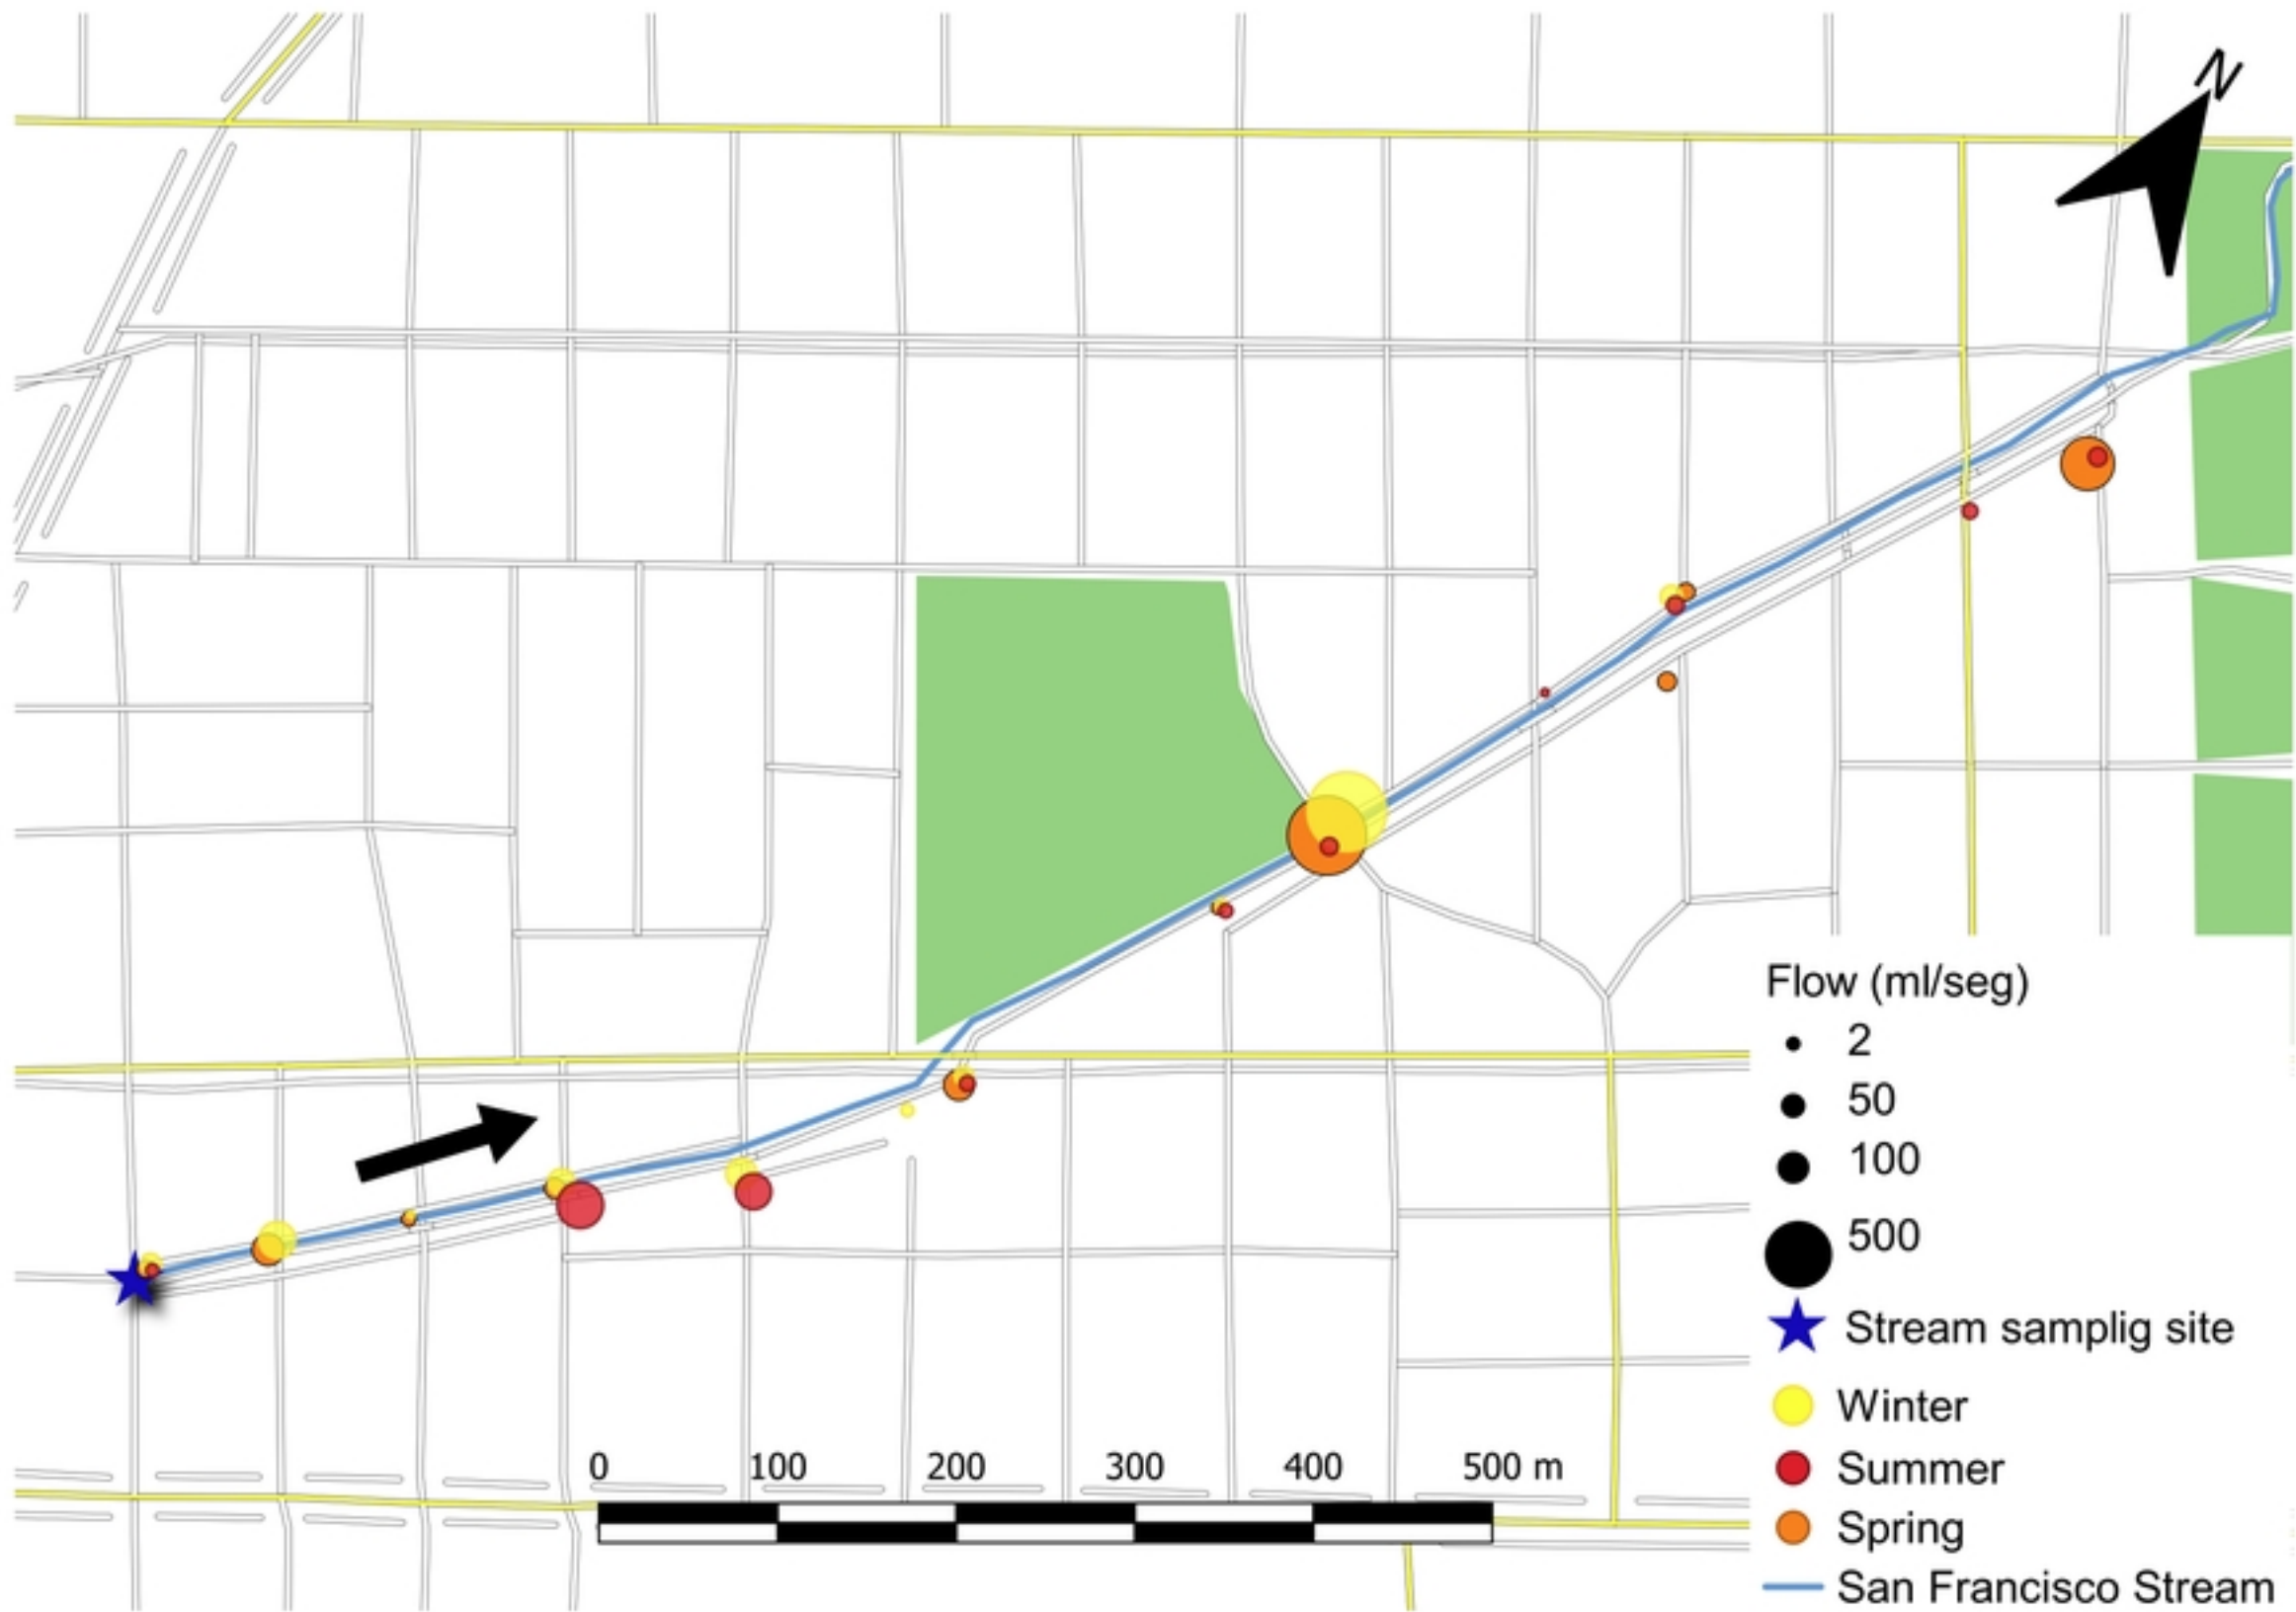 N
Flow (ml/seg)
2
50
100
500
Stream samplig site
Winter
Summer
Spring
San Francisco Stream
0 100 200 300 400 500 m